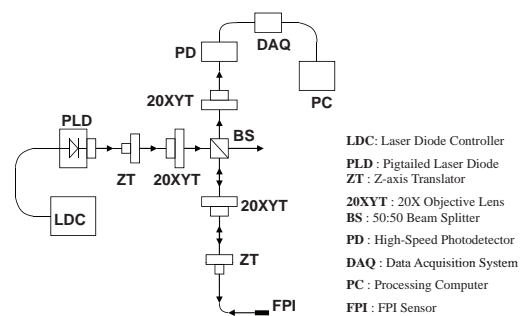 DAQ
PD
PC
20XYT
PLD
BS
ZT
20XYT
LDC
20XYT
ZT
FPI
LDC: Laser Diode Controller
PLD : Pigtailed Laser Diode
ZT : Z-axis Translator
20XYT : 20X Objective Lens
BS : 50:50 Beam Splitter
PD : High-Speed Photodetector
DAQ : Data Acquisition System
PC : Processing Computer
FPI : FPI Sensor